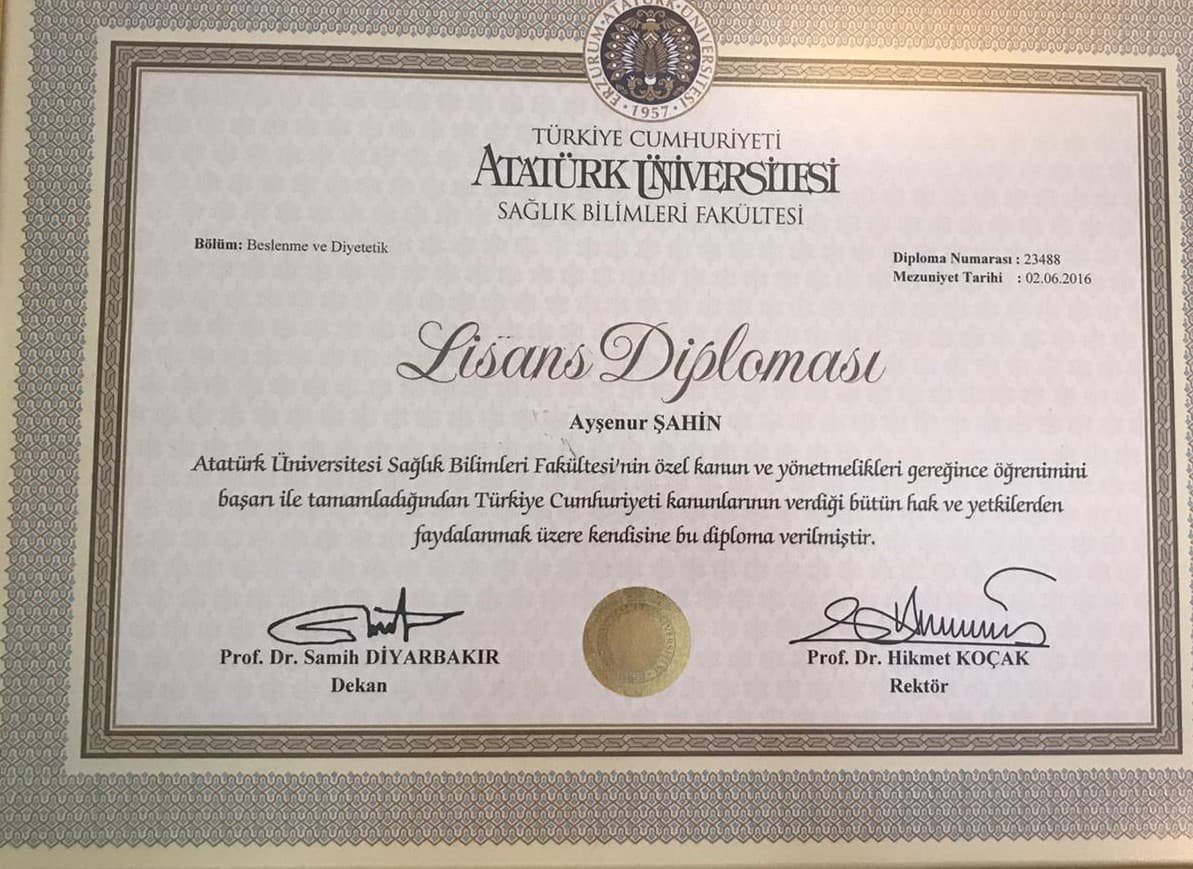 ERZURUM·ATATÜRK·ÜNİVERSİTESİ
·1957·
TÜRKİYE CUMHURİYETİ
ATATÜRK ÜNİVERSİTESİ
SAĞLIK BİLİMLERİ FAKÜLTESİ
Bölüm: Beslenme ve Diyetetik
Diploma Numarası : 23488
Mezuniyet Tarihi : 02.06.2016
Lisans Diploması
Ayşenur ŞAHİN
Atatürk Üniversitesi Sağlık Bilimleri Fakültesi'nin özel kanun ve yönetmelikleri gereğince öğrenimini
başarı ile tamamladığından Türkiye Cumhuriyeti kanunlarının verdiği bütün hak ve yetkilerden
faydalanmak üzere kendisine bu diploma verilmiştir.
Prof. Dr. Samih DİYARBAKIR
Dekan
Prof. Dr. Hikmet KOÇAK
Rektör